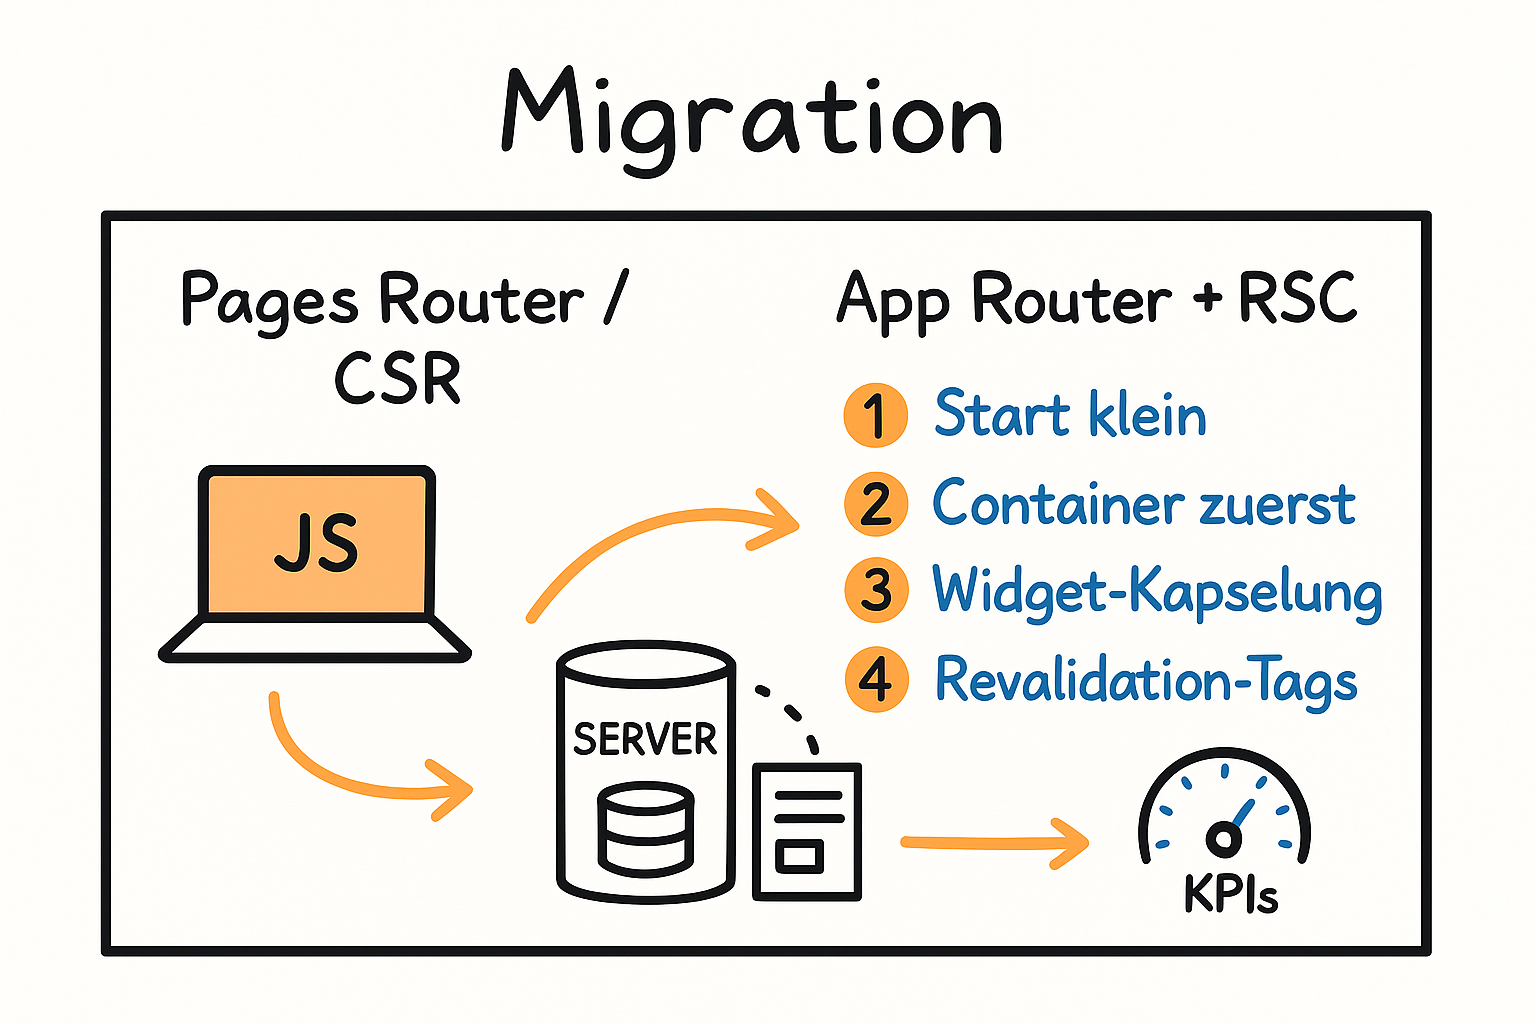 Migration
Pages Router /
CSR
App Router + RSC
1 Start klein
2 Container zuerst
3 Widget-Kapselung
4 Revalidation-Tags
JS
SERVER
KPIs